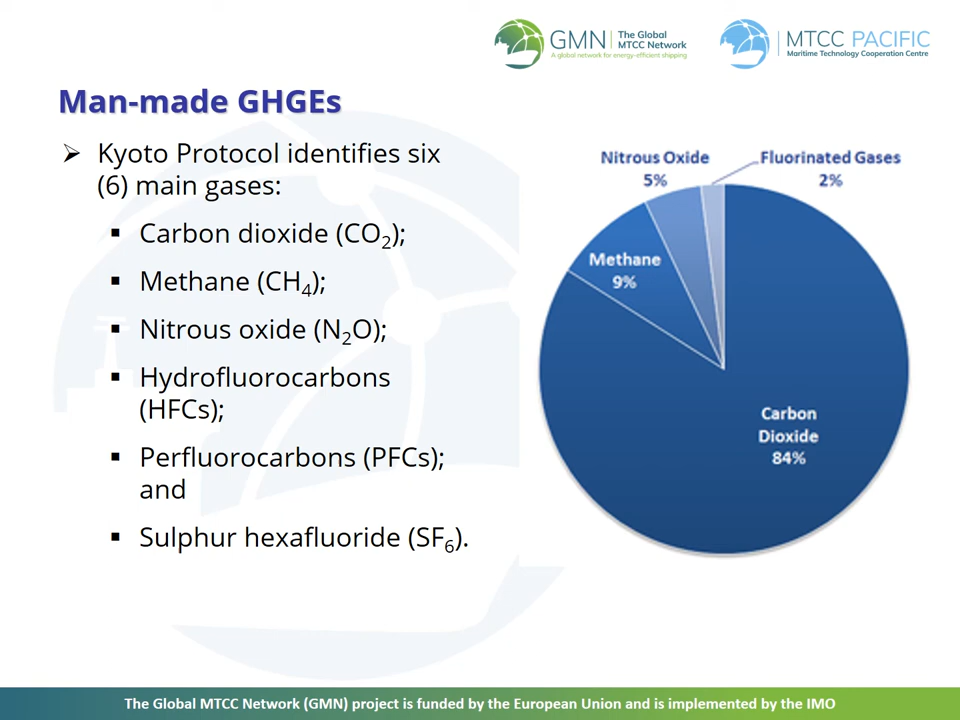 GMN
The Global
MTCC Network
A global network for energy-efficient shipping
MTCC PACIFIC
Maritime Technology Cooperation Centre
Man-made GHGEs
➢ Kyoto Protocol identifies six
(6) main gases:
▪ Carbon dioxide (CO₂);
▪ Methane (CH₄);
▪ Nitrous oxide (N₂O);
▪ Hydrofluorocarbons
(HFCs);
▪ Perfluorocarbons (PFCs);
and
▪ Sulphur hexafluoride (SF₆).
Nitrous Oxide
5%
Fluorinated Gases
2%
Methane
9%
Carbon
Dioxide
84%
The Global MTCC Network (GMN) project is funded by the European Union and is implemented by the IMO